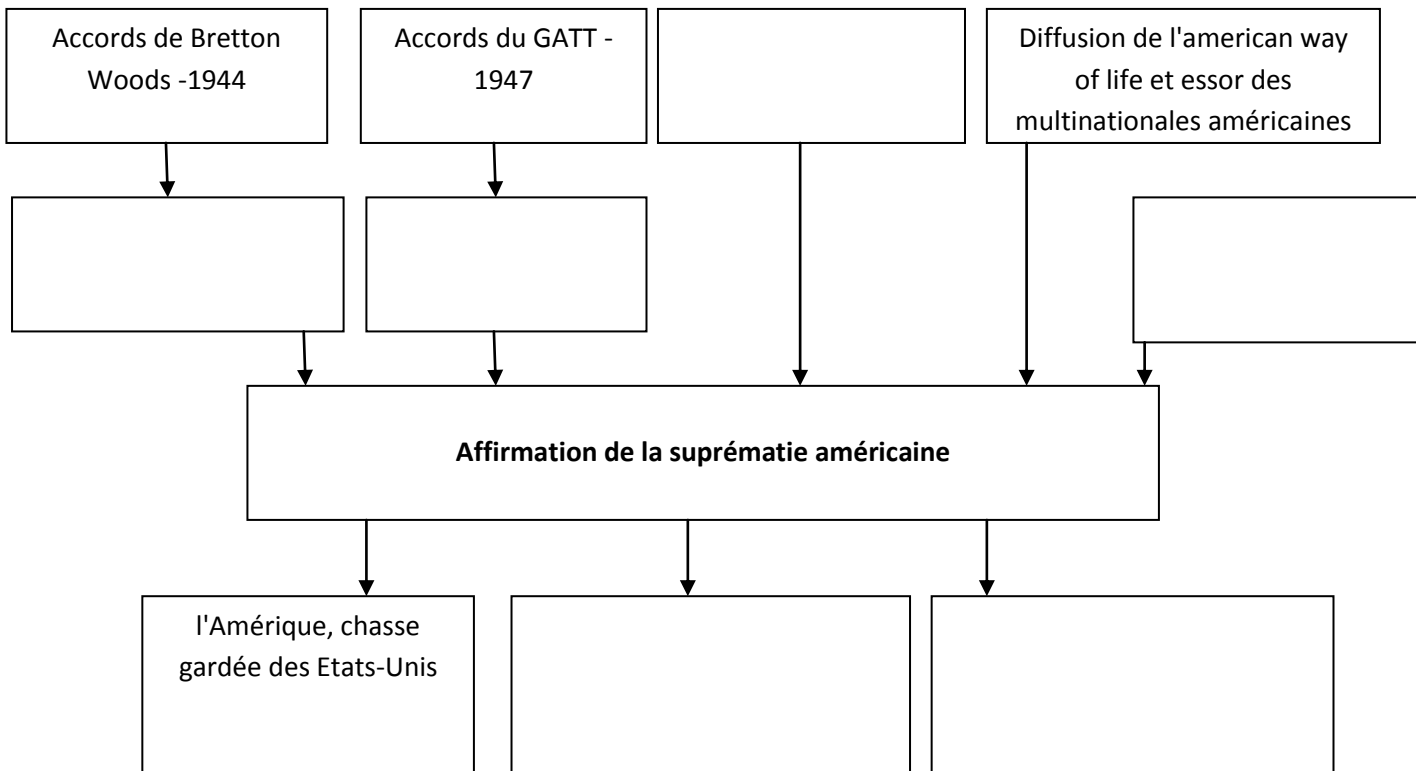 Accords de Bretton
Woods -1944
Accords du GATT -
1947
Diffusion de l'american way
of life et essor des
multinationales américaines
Affirmation de la suprématie américaine
l'Amérique, chasse
gardée des Etats-Unis